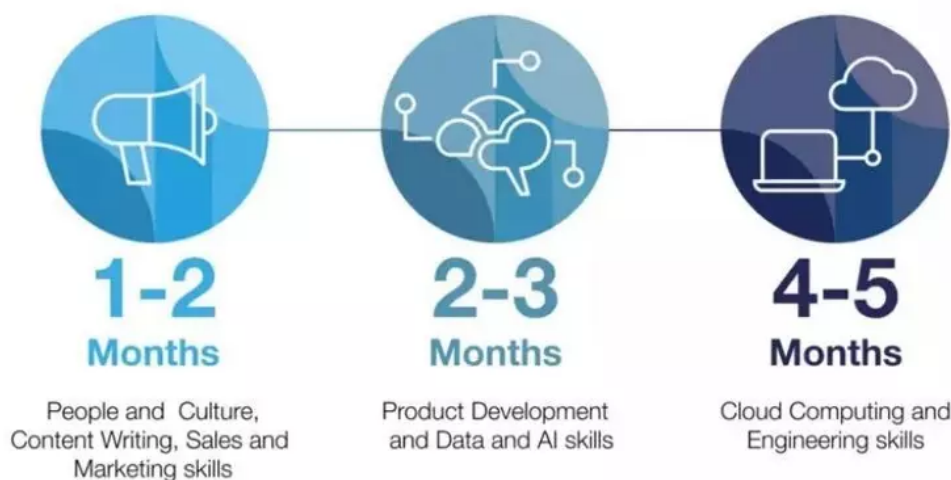 1-2
Months
People and Culture,
Content Writing, Sales and
Marketing skills
2-3
Months
Product Development
and Data and AI skills
4-5
Months
Cloud Computing and
Engineering skills